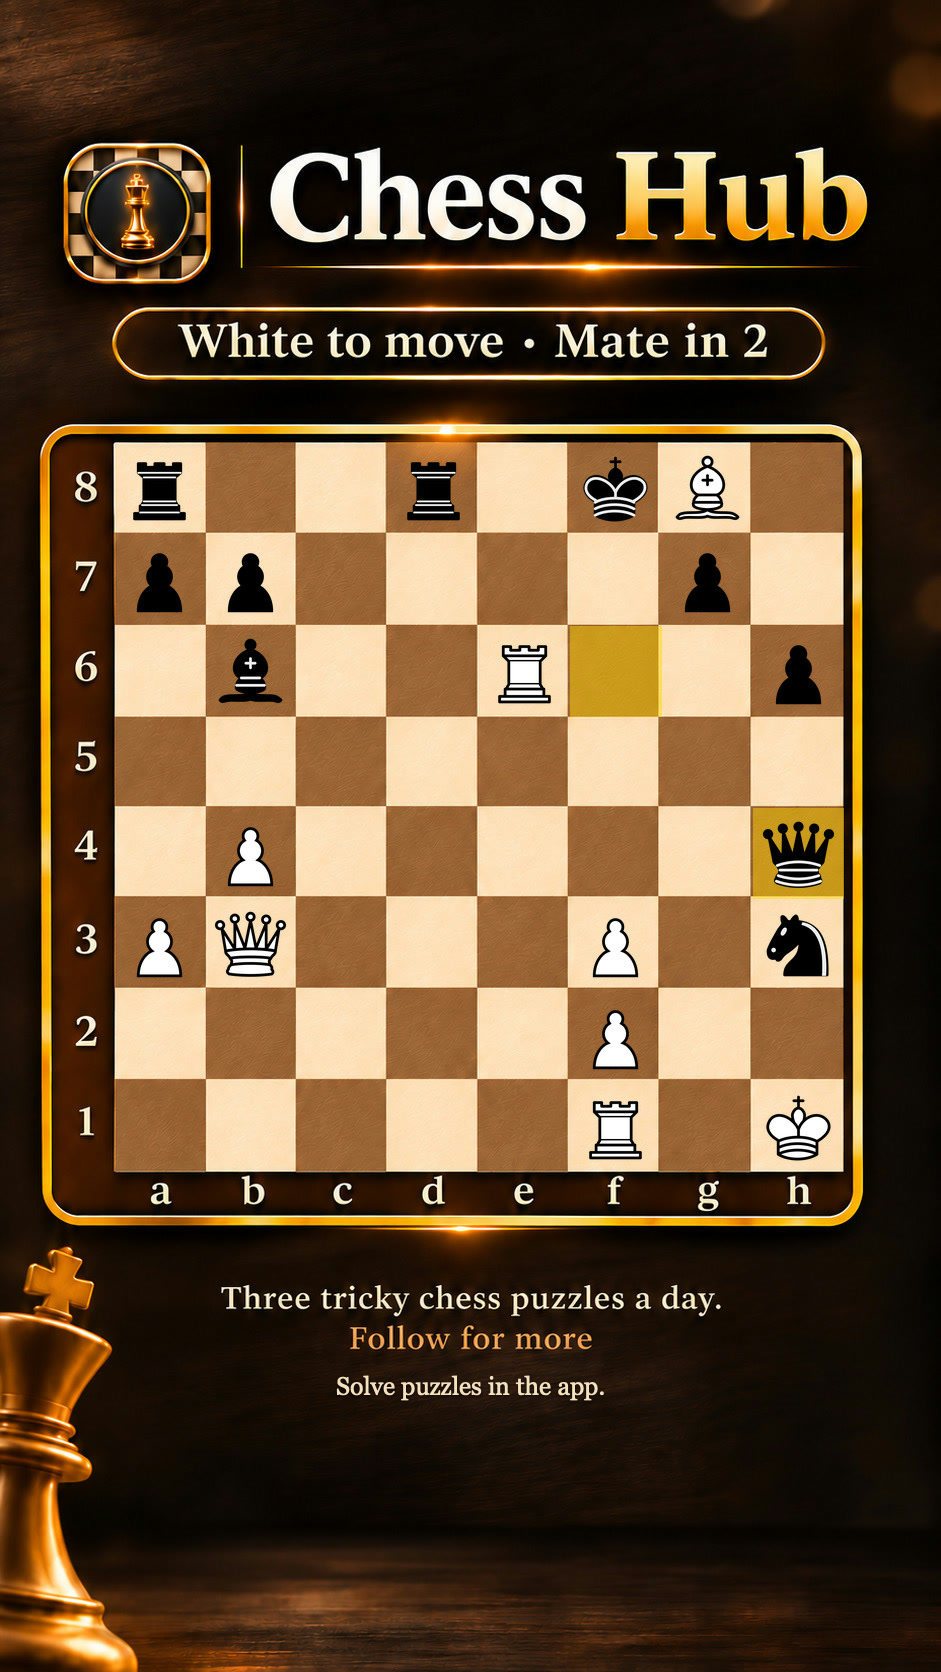 Chess Hub
White to move • Mate in 2
8
7
6
5
4
3
2
1
a b c d e f g h
Three tricky chess puzzles a day.
Follow for more
Solve puzzles in the app.